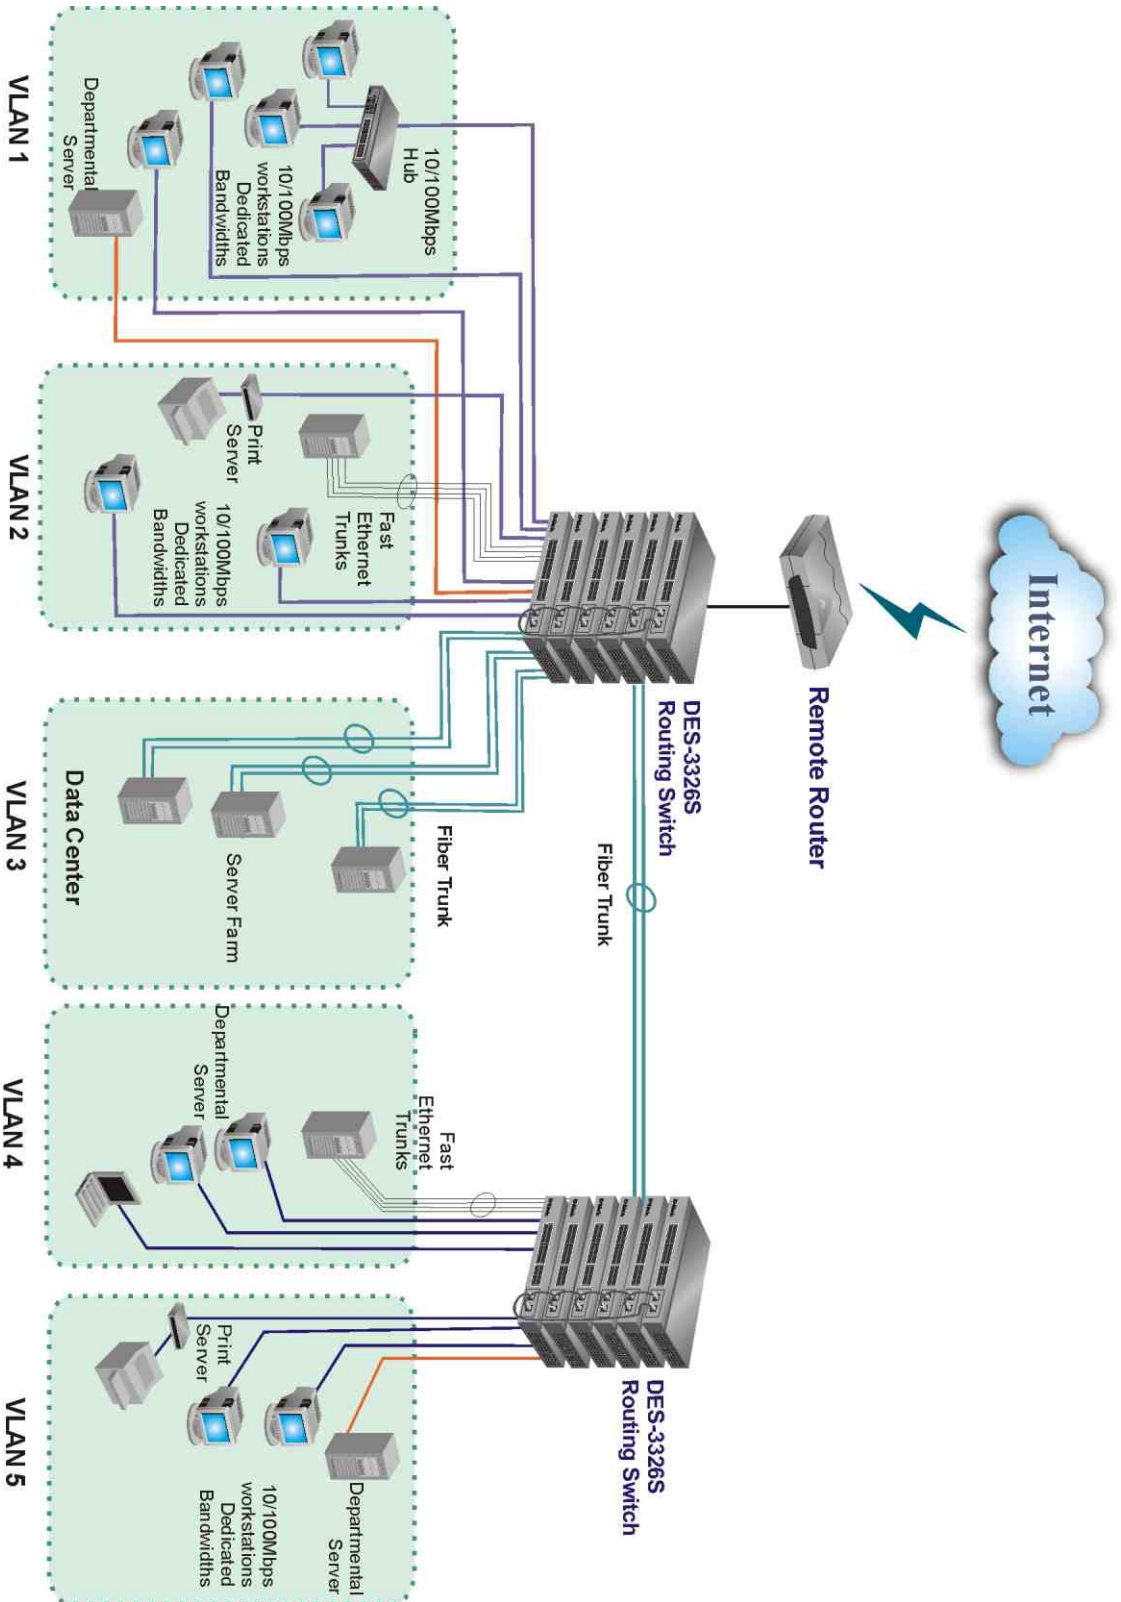 Internet
Remote Router
DES-3326S
Routing Switch
Fiber Trunk
DES-3326S
Routing Switch
10/100Mbps
Hub
10/100Mbps
workstations
Dedicated
Bandwidths
Departmental
Server
VLAN 1
Fast
Ethernet
Trunks
Print
Server
10/100Mbps
workstations
Dedicated
Bandwidths
VLAN 2
Fiber Trunk
Server Farm
Data Center
VLAN 3
Fast
Ethernet
Trunks
Departmental
Server
VLAN 4
Departmental
Server
10/100Mbps
workstations
Dedicated
Bandwidths
Print
Server
VLAN 5